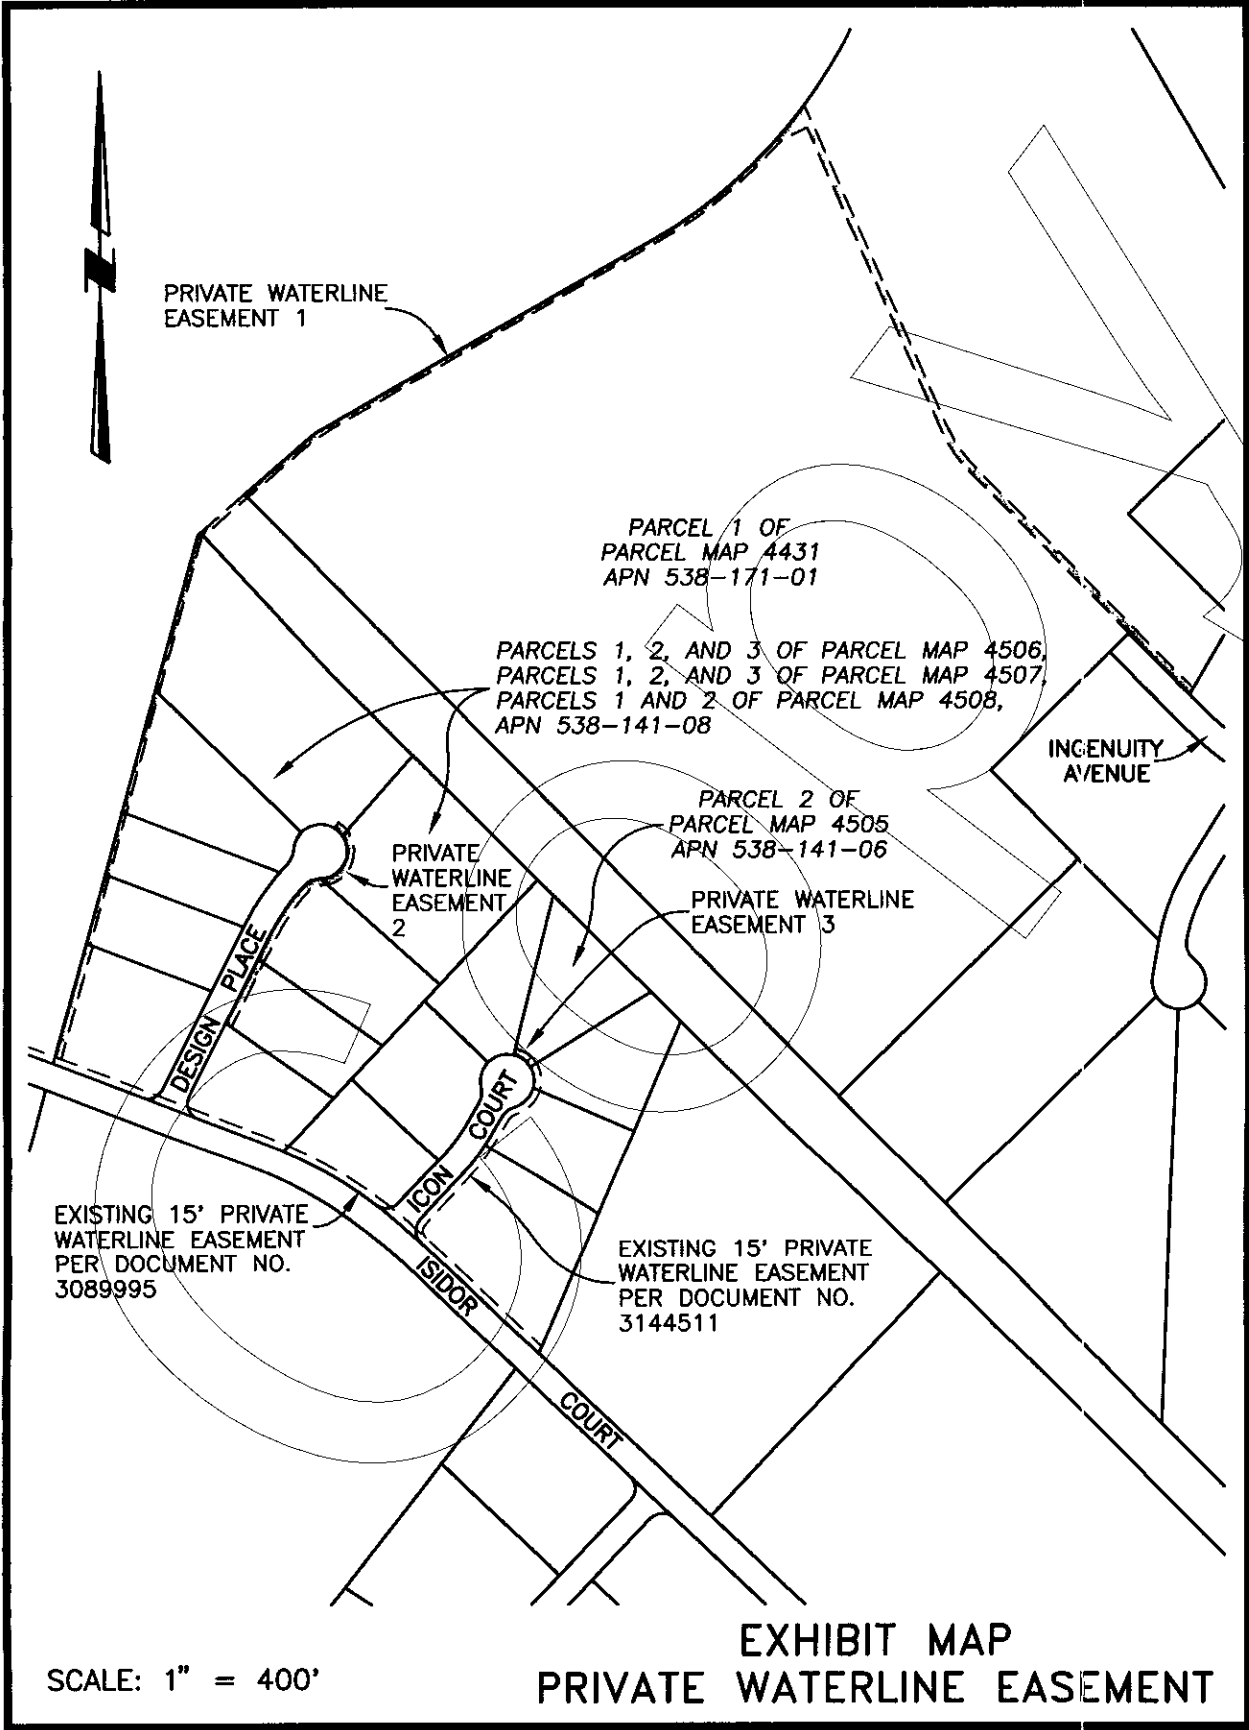 PRIVATE WATERLINE
EASEMENT 1
PARCEL 1 OF
PARCEL MAP 4431
APN 538-171-01
PARCELS 1, 2, AND 3 OF PARCEL MAP 4506,
PARCELS 1, 2, AND 3 OF PARCEL MAP 4507,
PARCELS 1 AND 2 OF PARCEL MAP 4508,
APN 538-141-08
INGENUITY
AVENUE
PARCEL 2 OF
PARCEL MAP 4505
APN 538-141-06
PRIVATE
WATERLINE
EASEMENT
2
PRIVATE WATERLINE
EASEMENT 3
DESIGN PLACE
ICON COURT
EXISTING 15' PRIVATE
WATERLINE EASEMENT
PER DOCUMENT NO.
3089995
EXISTING 15' PRIVATE
WATERLINE EASEMENT
PER DOCUMENT NO.
3144511
ISIDOR COURT
N
Copy
SCALE: 1" = 400'
EXHIBIT MAP
PRIVATE WATERLINE EASEMENT